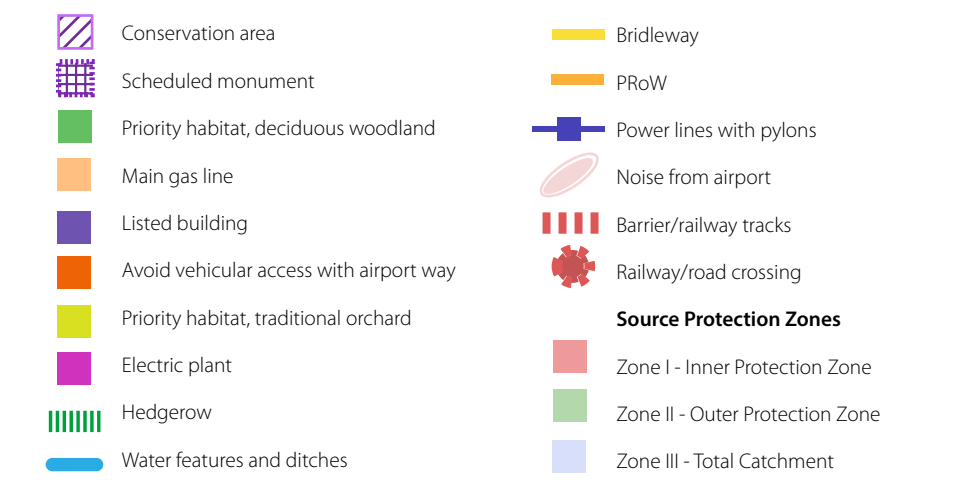 Conservation area
Scheduled monument
Priority habitat, deciduous woodland
Main gas line
Listed building
Avoid vehicular access with airport way
Priority habitat, traditional orchard
Electric plant
Hedgerow
Water features and ditches
Bridleway
PRoW
Power lines with pylons
Noise from airport
Barrier/railway tracks
Railway/road crossing
Source Protection Zones
Zone I - Inner Protection Zone
Zone II - Outer Protection Zone
Zone III - Total Catchment